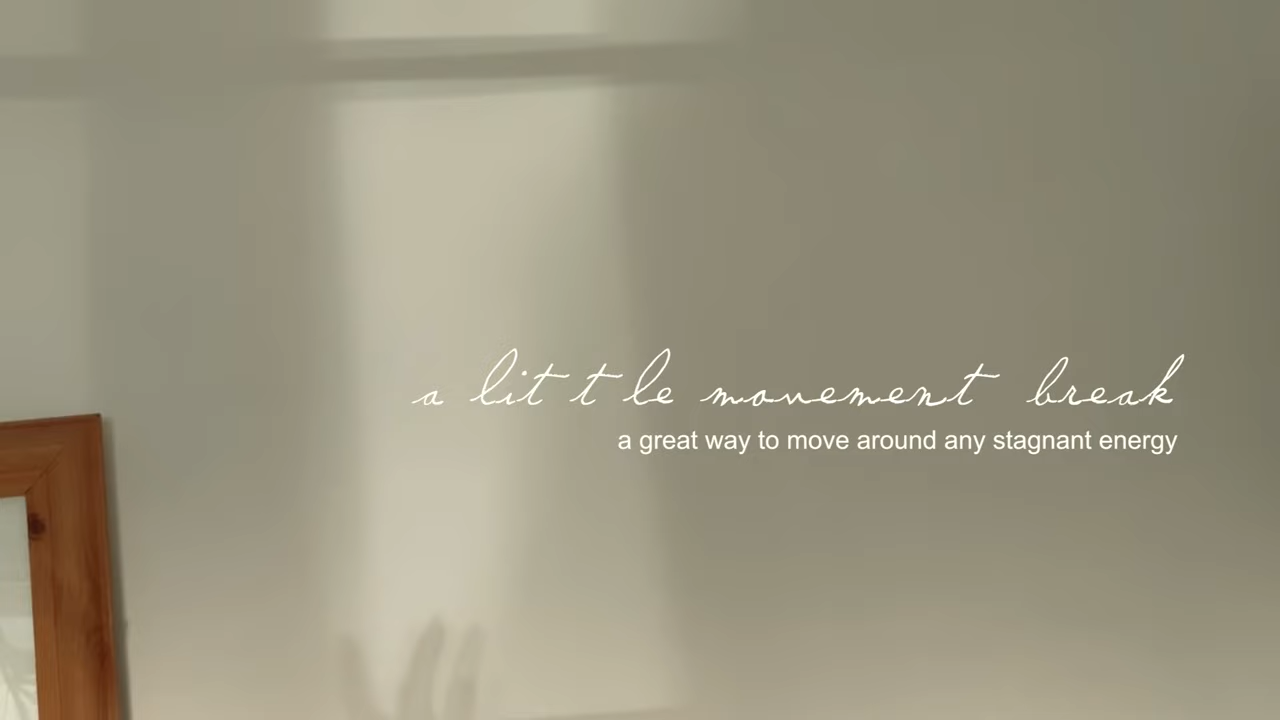 a little movement break
a great way to move around any stagnant energy